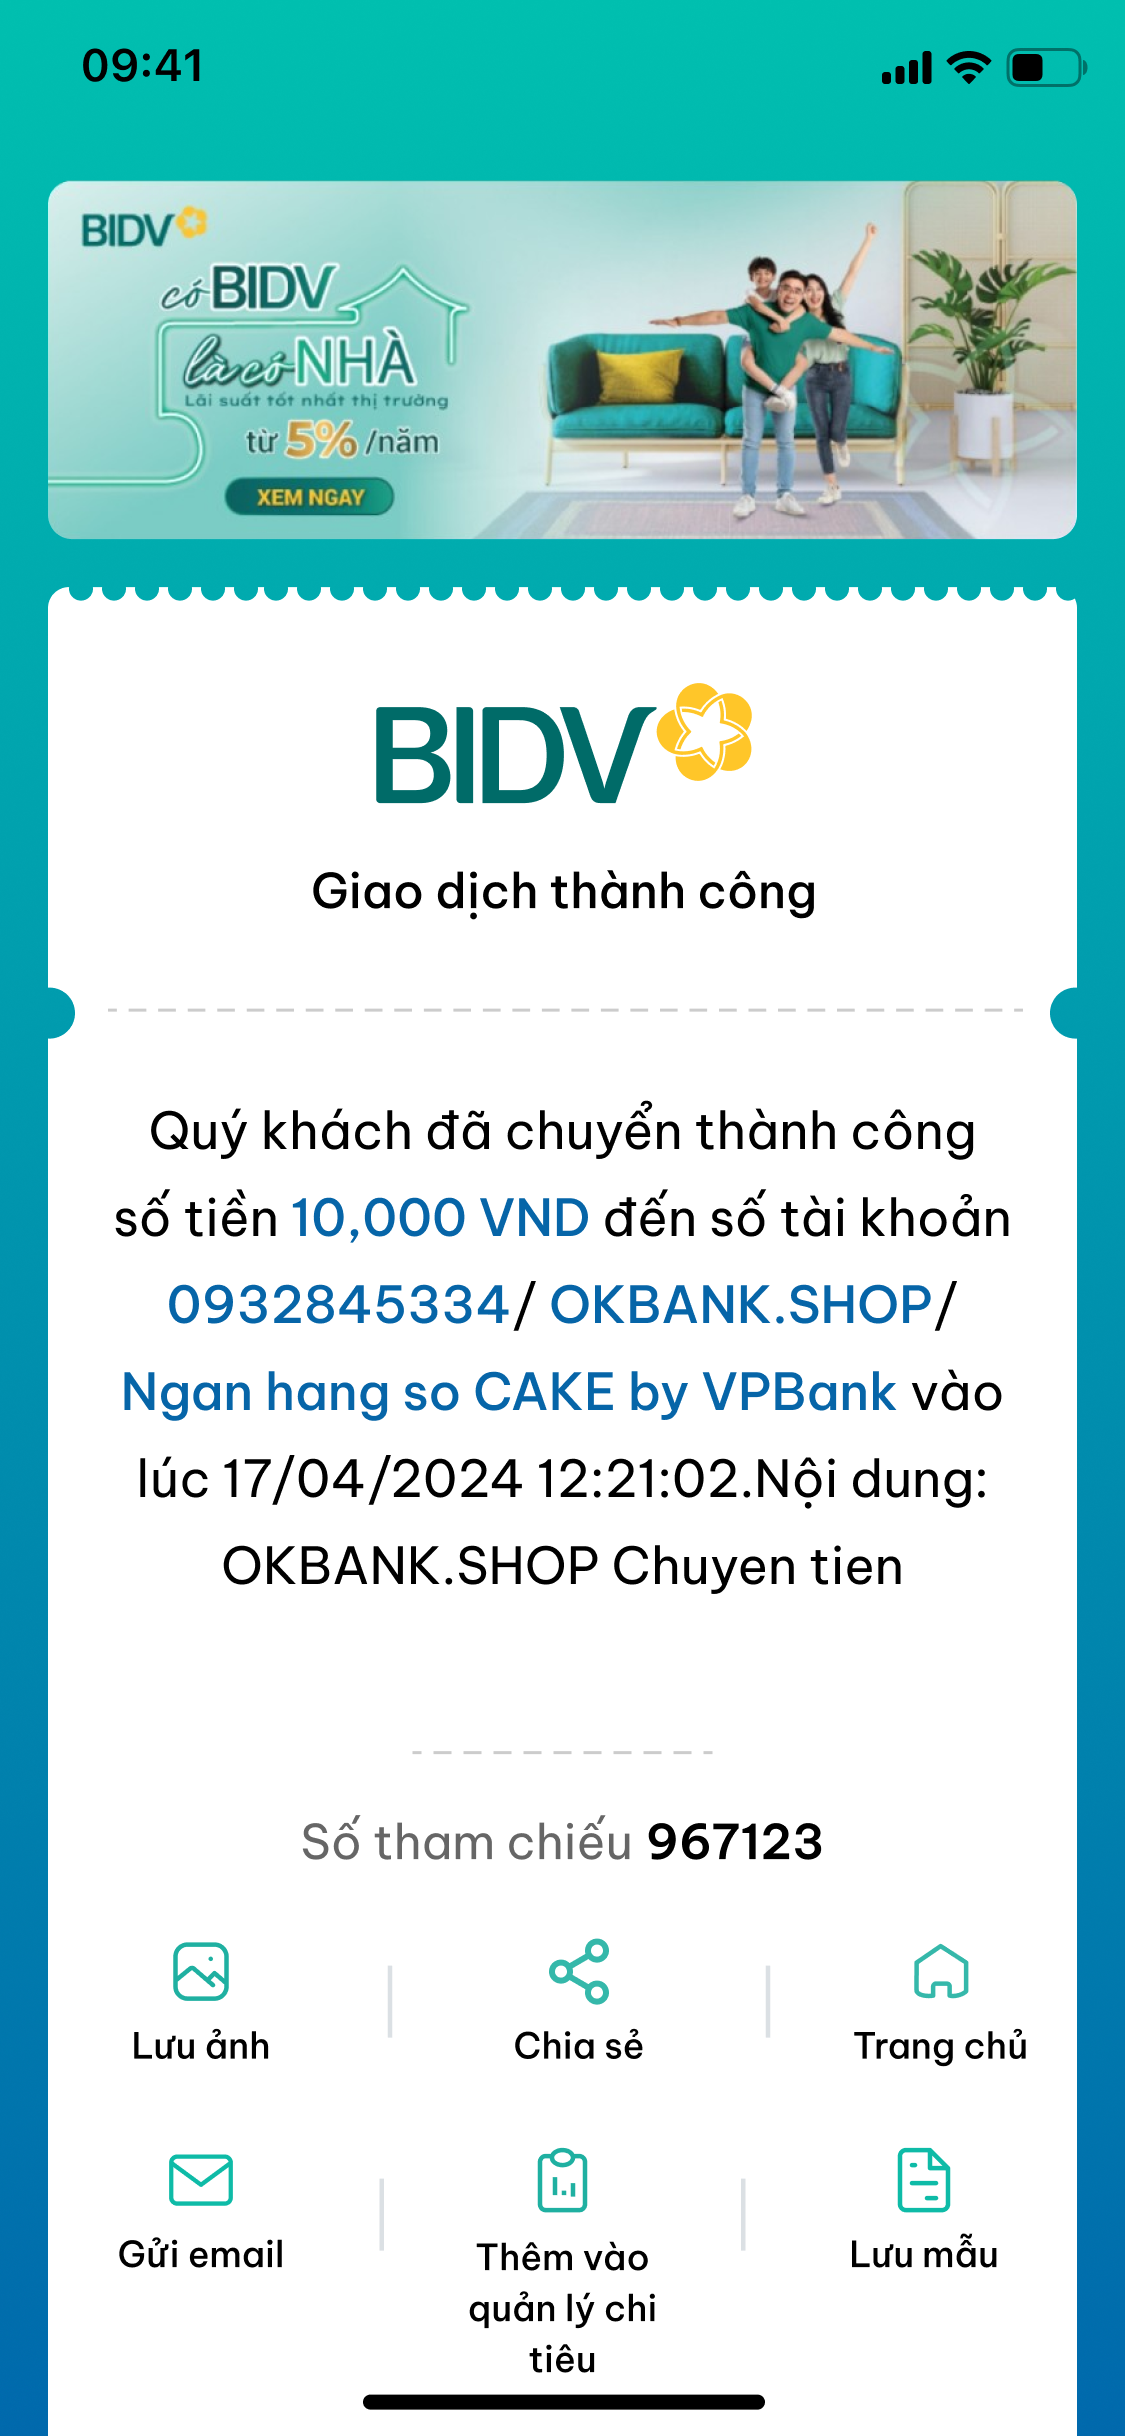 09:41
BIDV
có BIDV
là có NHÀ
Lãi suất tốt nhất thị trường
từ 5% /năm
XEM NGAY
BIDV
Giao dịch thành công
Quý khách đã chuyển thành công
số tiền 10,000 VND đến số tài khoản
0932845334/ OKBANK.SHOP/
Ngan hang so CAKE by VPBank vào
lúc 17/04/2024 12:21:02.Nội dung:
OKBANK.SHOP Chuyen tien
Số tham chiếu 967123
Lưu ảnh
Chia sẻ
Trang chủ
Gửi email
Thêm vào
quản lý chi
tiêu
Lưu mẫu